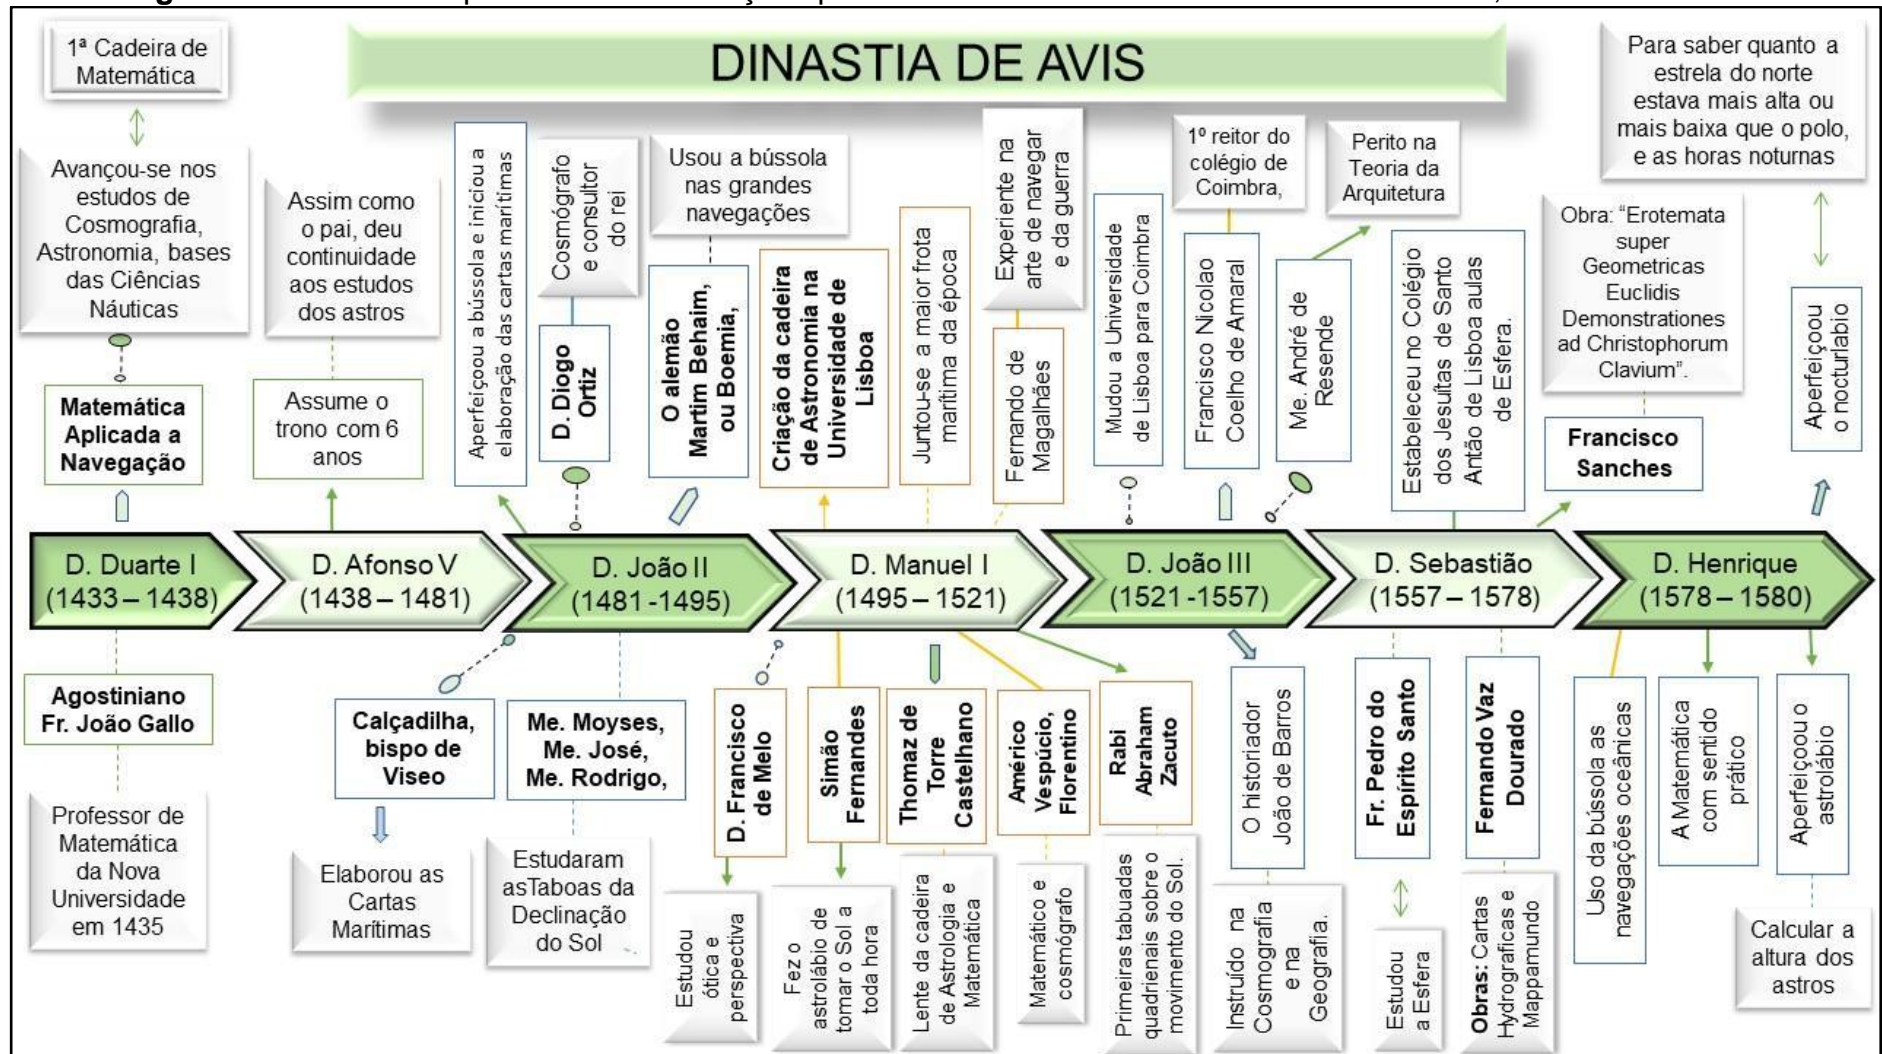 DINASTIA DE AVIS
1ª Cadeira de
Matemática
Avançou-se nos
estudos de
Cosmografia,
Astronomia, bases
das Ciências
Náuticas
Matemática
Aplicada a
Navegação
Assim como
o pai, deu
continuidade
aos estudos
dos astros
Assume o
trono com 6
anos
Aperfeiçoou a bússola e iniciou a
elaboração das cartas marítimas
Cosmógrafo
e consultor
do rei
D. Diogo
Ortiz
Usou a bússola
nas grandes
navegações
O alemão
Martim Behaim,
ou Boemia,
Criação da cadeira
de Astronomia na
Universidade de
Lisboa
Juntou-se a maior frota
marítima da época
Experiente na
arte de navegar
e da guerra
Fernando de
Magalhães
Mudou a Universidade
de Lisboa para Coimbra
1º reitor do
colégio de
Coimbra,
Francisco Nicolao
Coelho de Amaral
Perito na
Teoria da
Arquitetura
Me. André de
Resende
Estabeleceu no Colégio
dos Jesuítas de Santo
Antão de Lisboa aulas
de Esfera.
Obra: “Erotemata
super
Geometricas
Euclidis
Demonstrationes
ad Christophorum
Clavium”.
Francisco
Sanches
Para saber quanto a
estrela do norte
estava mais alta ou
mais baixa que o polo,
e as horas noturnas
Aperfeiçoou
o nocturlabio
D. Duarte I
(1433 – 1438)
D. Afonso V
(1438 – 1481)
D. João II
(1481 -1495)
D. Manuel I
(1495 – 1521)
D. João III
(1521 -1557)
D. Sebastião
(1557 – 1578)
D. Henrique
(1578 – 1580)
Agostiniano
Fr. João Gallo
Professor de
Matemática
da Nova
Universidade
em 1435
Calçadilha,
bispo de
Viseo
Elaborou as
Cartas
Marítimas
Me. Moyses,
Me. José,
Me. Rodrigo,
Estudaram
asTaboas da
Declinação
do Sol
D. Francisco
de Melo
Estudou
ótica e
perspectiva
Simão
Fernandes
Fez o
astrolábio de
tomar o Sol a
toda hora
Thomaz de
Torre
Castelhano
Lente da cadeira
de Astrologia e
Matemática
Américo
Vespúcio,
Florentino
Matemático e
cosmógrafo
Rabi
Abraham
Zacuto
Primeiras tabuadas
quadrienais sobre o
movimento do Sol.
O historiador
João de Barros
Instruído na
Cosmografia
e na
Geografia.
Fr. Pedro do
Espírito Santo
Estudou
a Esfera
Fernando Vaz
Dourado
Obras: Cartas
Hydrograficas e
Mappamundo
Uso da bússola as
navegações oceânicas
A Matemática
com sentido
prático
Aperfeiçoou o
astrolábio
Calcular a
altura dos
astros